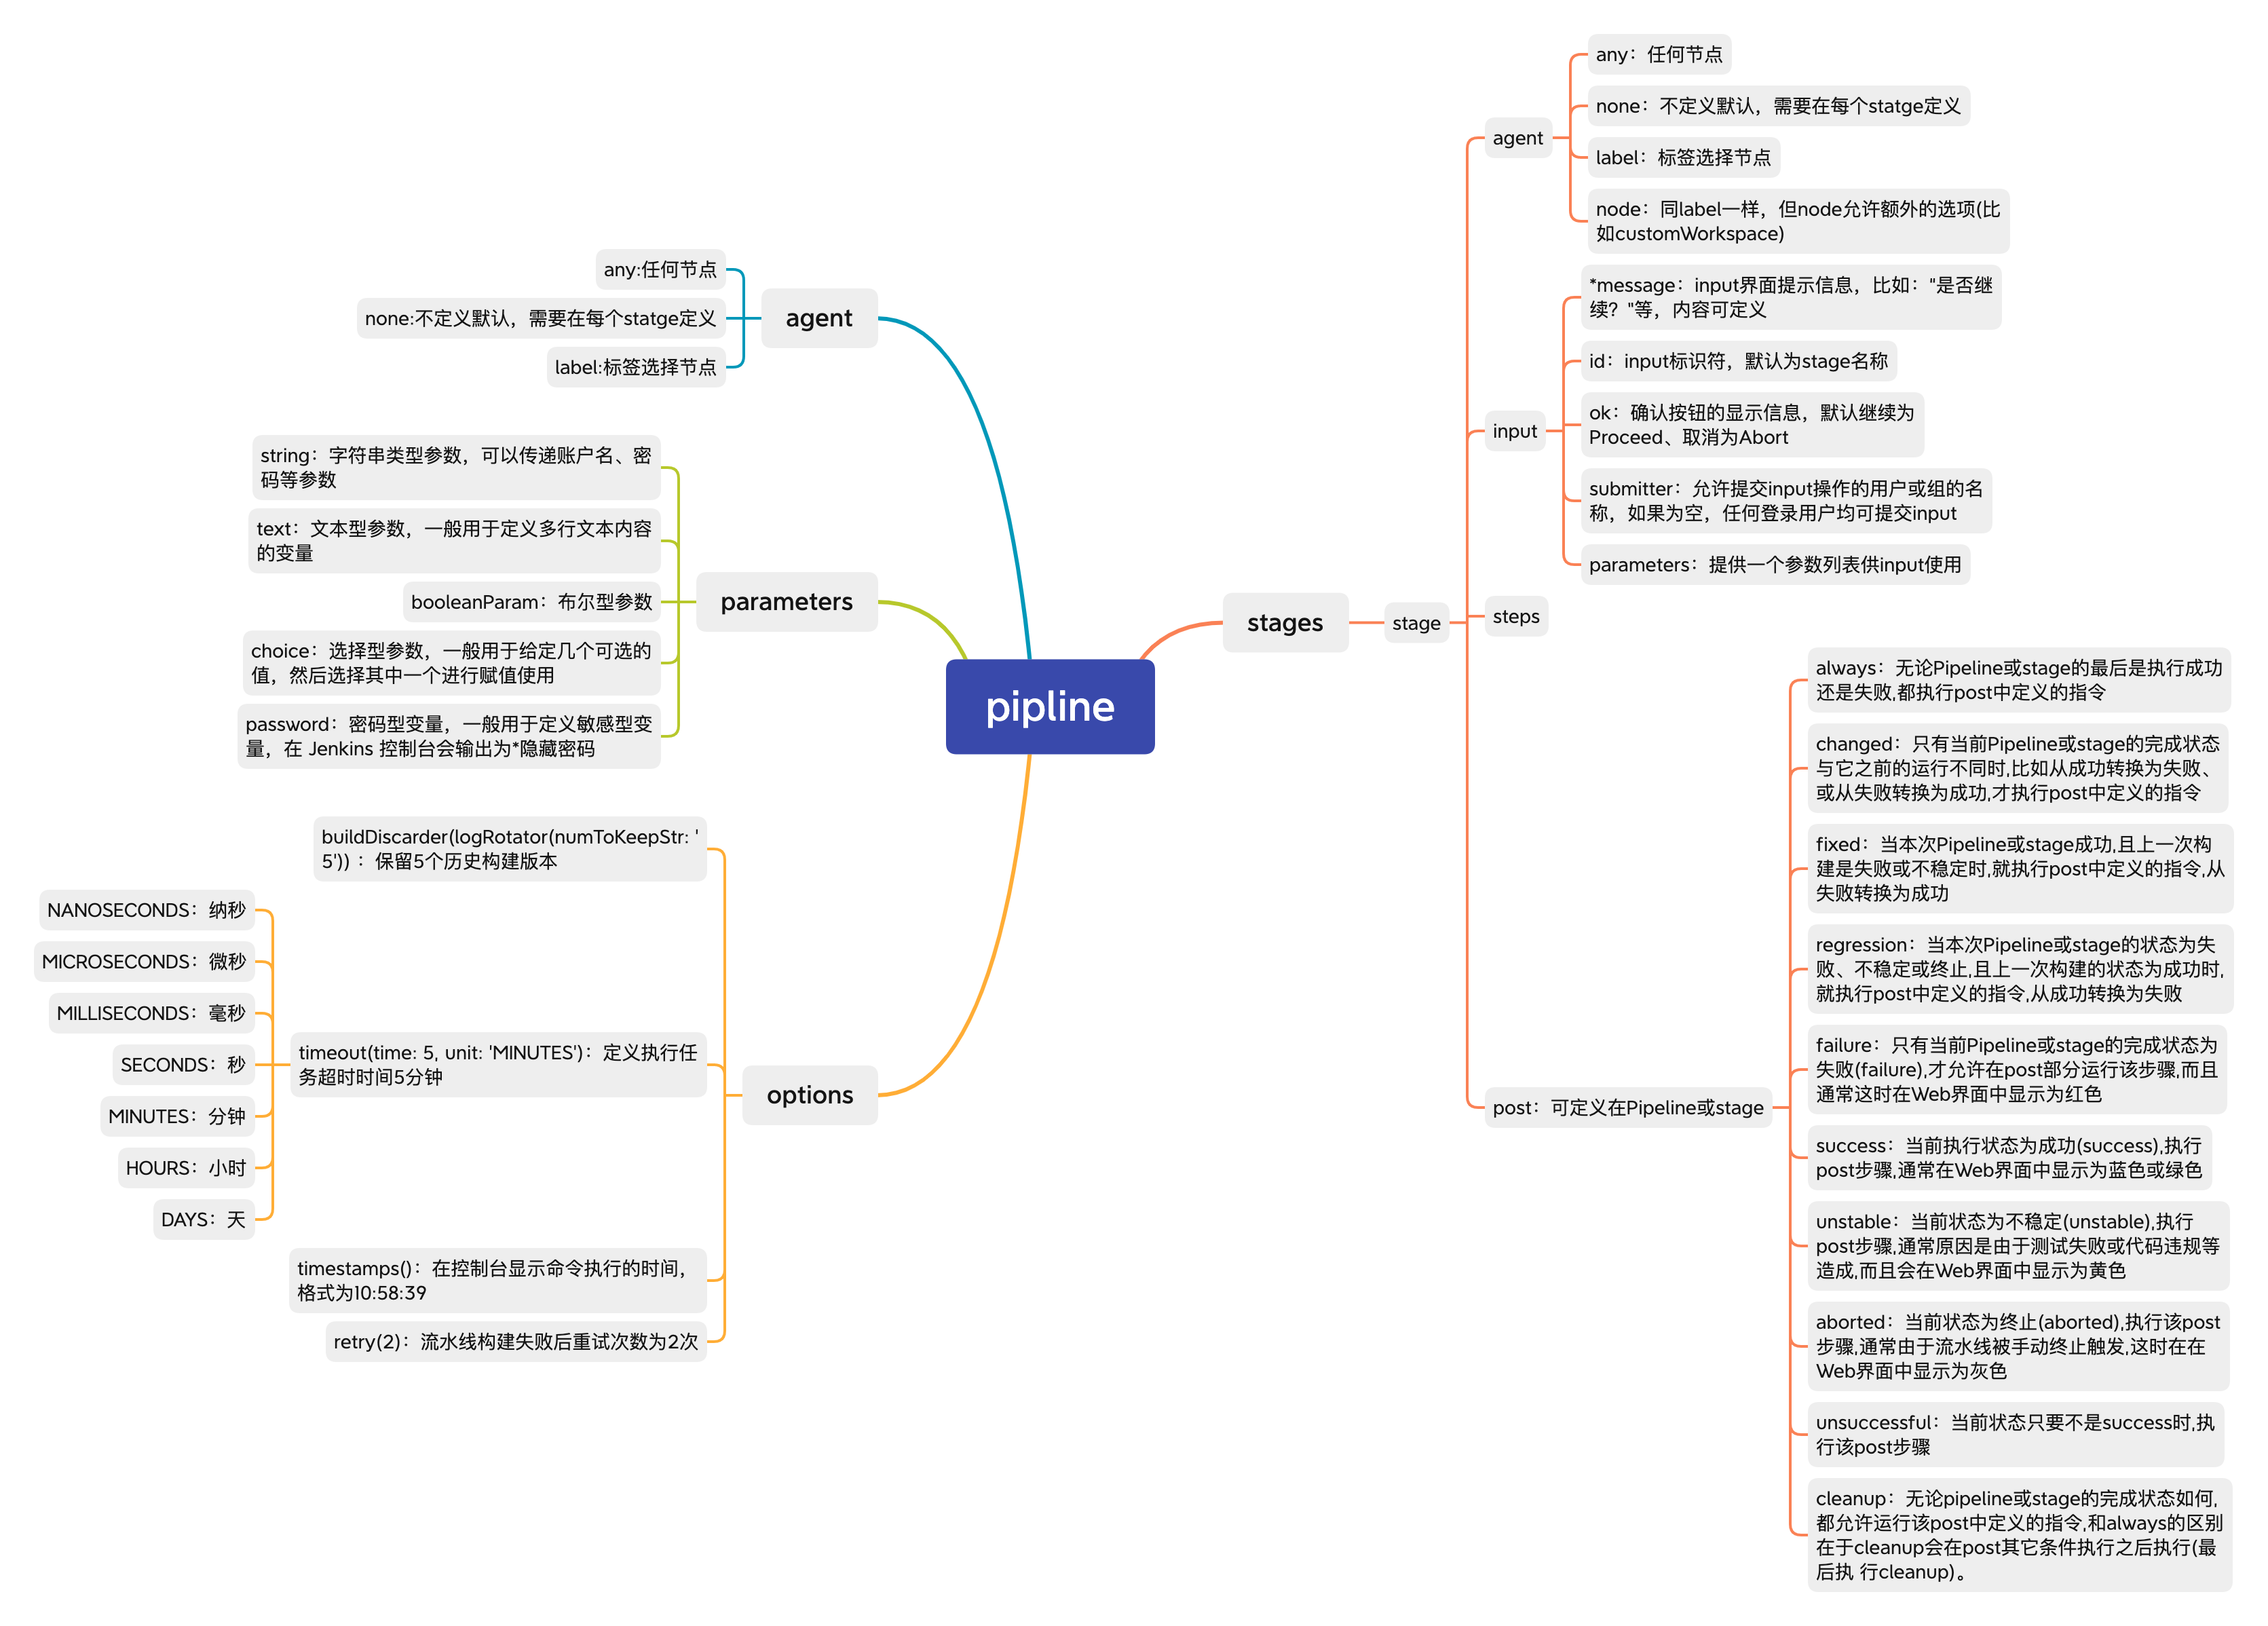 pipline
agent
any:任何节点
none:不定义默认，需要在每个statge定义
label:标签选择节点
parameters
string：字符串类型参数，可以传递账户名、密
码等参数
text：文本型参数，一般用于定义多行文本内容
的变量
booleanParam：布尔型参数
choice：选择型参数，一般用于给定几个可选的
值，然后选择其中一个进行赋值使用
password：密码型变量，一般用于定义敏感型变
量，在 Jenkins 控制台会输出为*隐藏密码
options
buildDiscarder(logRotator(numToKeepStr: '
5'))：保留5个历史构建版本
timeout(time: 5, unit: 'MINUTES')：定义执行任
务超时时间5分钟
NANOSECONDS：纳秒
MICROSECONDS：微秒
MILLISECONDS：毫秒
SECONDS：秒
MINUTES：分钟
HOURS：小时
DAYS：天
timestamps()：在控制台显示命令执行的时间，
格式为10:58:39
retry(2)：流水线构建失败后重试次数为2次
stages
stage
agent
any：任何节点
none：不定义默认，需要在每个statge定义
label：标签选择节点
node：同label一样，但node允许额外的选项(比
如customWorkspace)
input
*message：input界面提示信息，比如："是否继
续？"等，内容可定义
id：input标识符，默认为stage名称
ok：确认按钮的显示信息，默认继续为
Proceed、取消为Abort
submitter：允许提交input操作的用户或组的名
称，如果为空，任何登录用户均可提交input
parameters：提供一个参数列表供input使用
steps
post：可定义在Pipeline或stage
always：无论Pipeline或stage的最后是执行成功
还是失败,都执行post中定义的指令
changed：只有当前Pipeline或stage的完成状态
与它之前的运行不同时,比如从成功转换为失败、
或从失败转换为成功,才执行post中定义的指令
fixed：当本次Pipeline或stage成功,且上一次构
建是失败或不稳定时,就执行post中定义的指令,从
失败转换为成功
regression：当本次Pipeline或stage的状态为失
败、不稳定或终止,且上一次构建的状态为成功时,
就执行post中定义的指令,从成功转换为失败
failure：只有当前Pipeline或stage的完成状态为
失败(failure),才允许在post部分运行该步骤,而且
通常这时在Web界面中显示为红色
success：当前执行状态为成功(success),执行
post步骤,通常在Web界面中显示为蓝色或绿色
unstable：当前状态为不稳定(unstable),执行
post步骤,通常原因是由于测试失败或代码违规等
造成,而且会在Web界面中显示为黄色
aborted：当前状态为终止(aborted),执行该post
步骤,通常由于流水线被手动终止触发,这时在在
Web界面中显示为灰色
unsuccessful：当前状态只要不是success时,执
行该post步骤
cleanup：无论pipeline或stage的完成状态如何,
都允许运行该post中定义的指令,和always的区别
在于cleanup会在post其它条件执行之后执行(最
后执 行cleanup)。